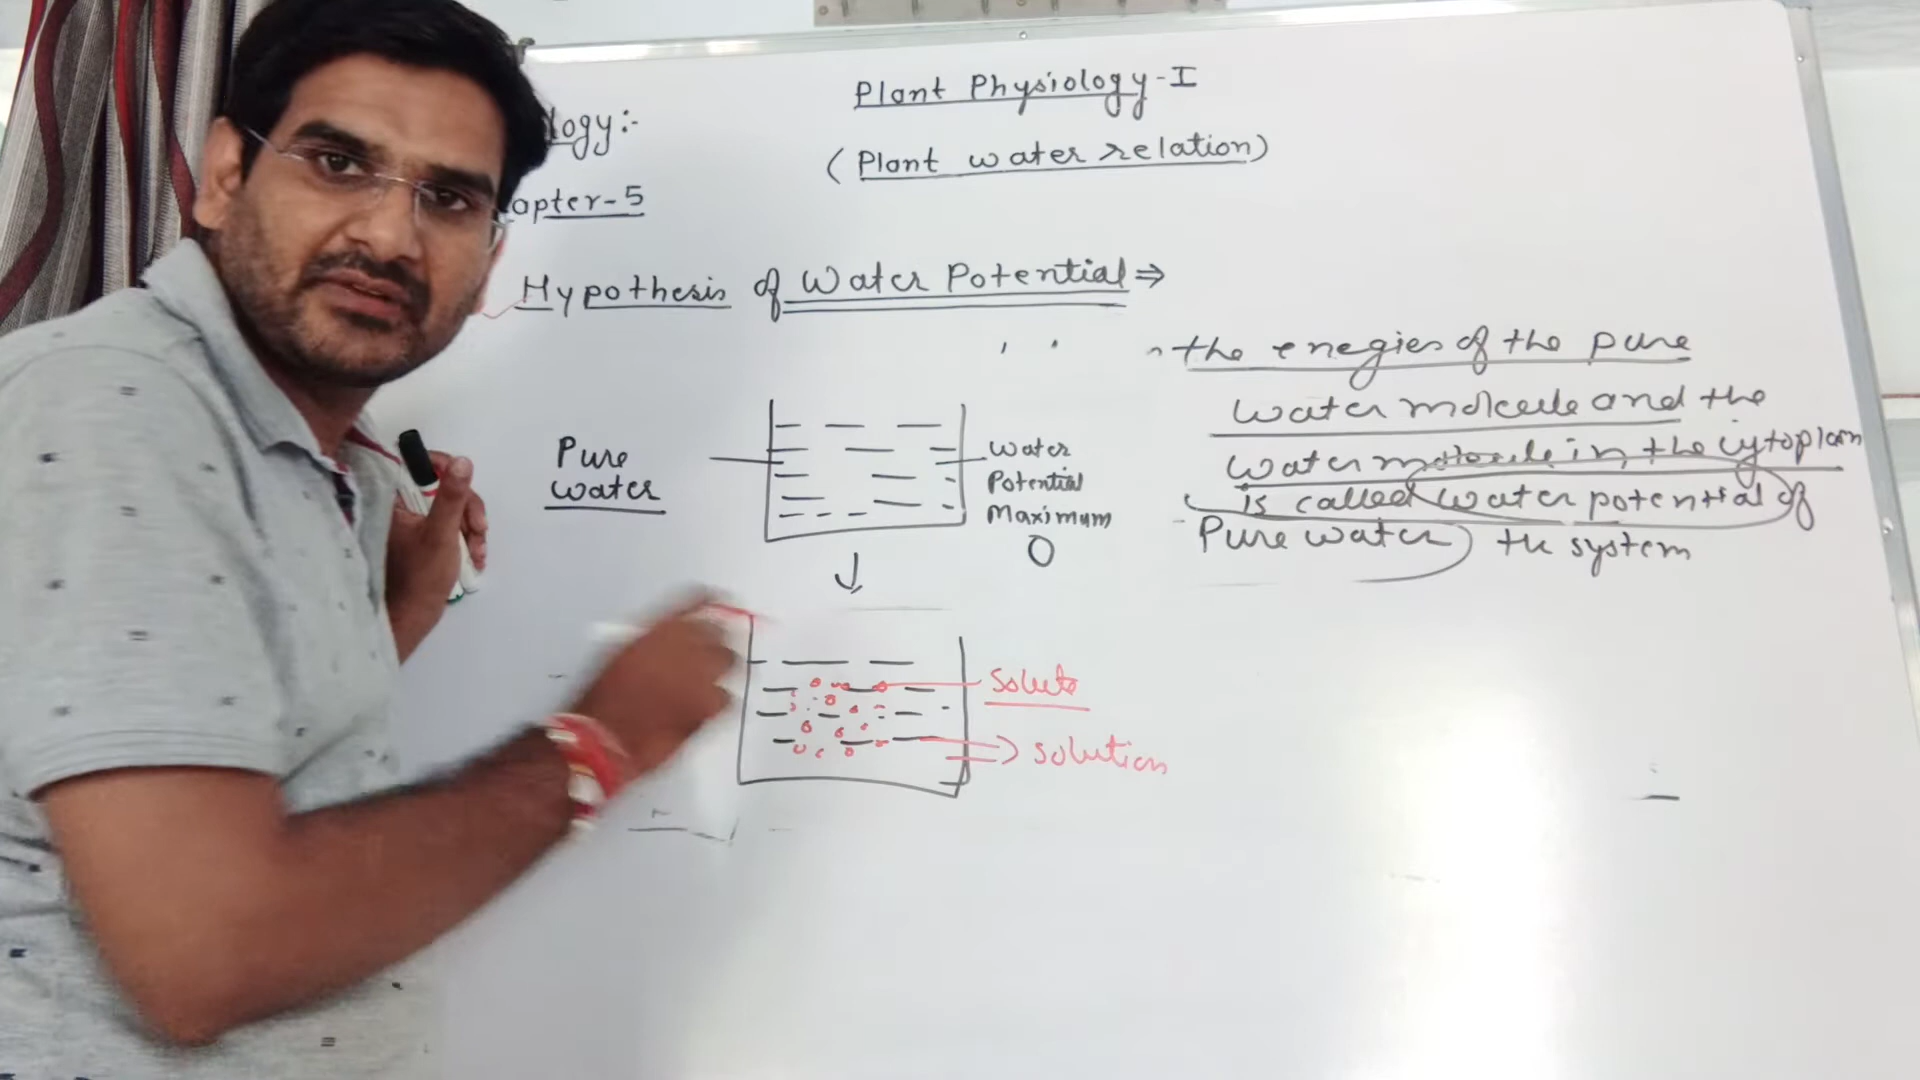 Plant Physiology-I
logy:-
(Plant water relation)
apter-5
Hypothesis of Water Potential⇒
the enegies of the pure
water molecule and the
water molecule in the cytoplasm
is called water potential of
Pure water) the system
Pure
water
Water
Potential
Maximum
O
Solute
solution